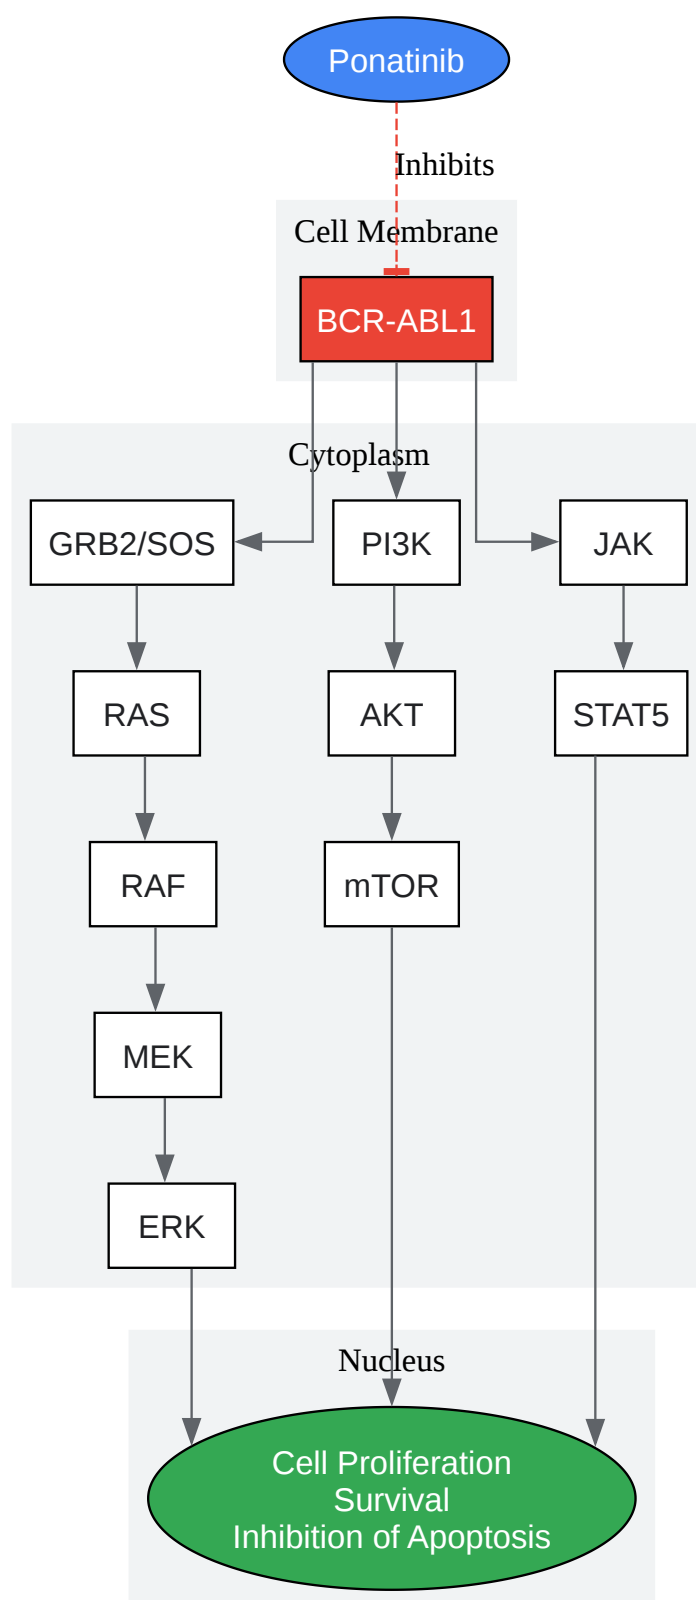 Ponatinib
Inhibits
Cell Membrane
BCR-ABL1
Cytoplasm
GRB2/SOS
PI3K
JAK
RAS
AKT
STAT5
RAF
mTOR
MEK
ERK
Nucleus
Cell Proliferation
Survival
Inhibition of Apoptosis